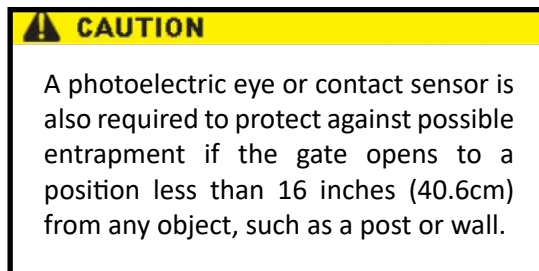 CAUTION
A photoelectric eye or contact sensor is
also required to protect against possible
entrapment if the gate opens to a
position less than 16 inches (40.6cm)
from any object, such as a post or wall.